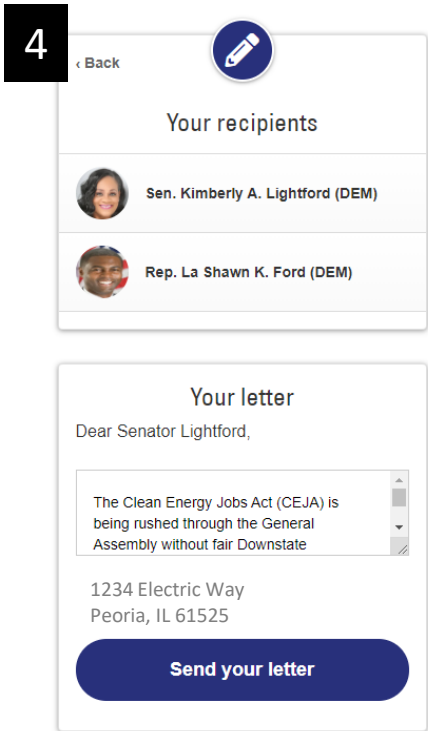 4
‹ Back
Your recipients
Sen. Kimberly A. Lightford (DEM)
Rep. La Shawn K. Ford (DEM)
Your letter
Dear Senator Lightford,
The Clean Energy Jobs Act (CEJA) is
being rushed through the General
Assembly without fair Downstate
1234 Electric Way
Peoria, IL 61525
Send your letter